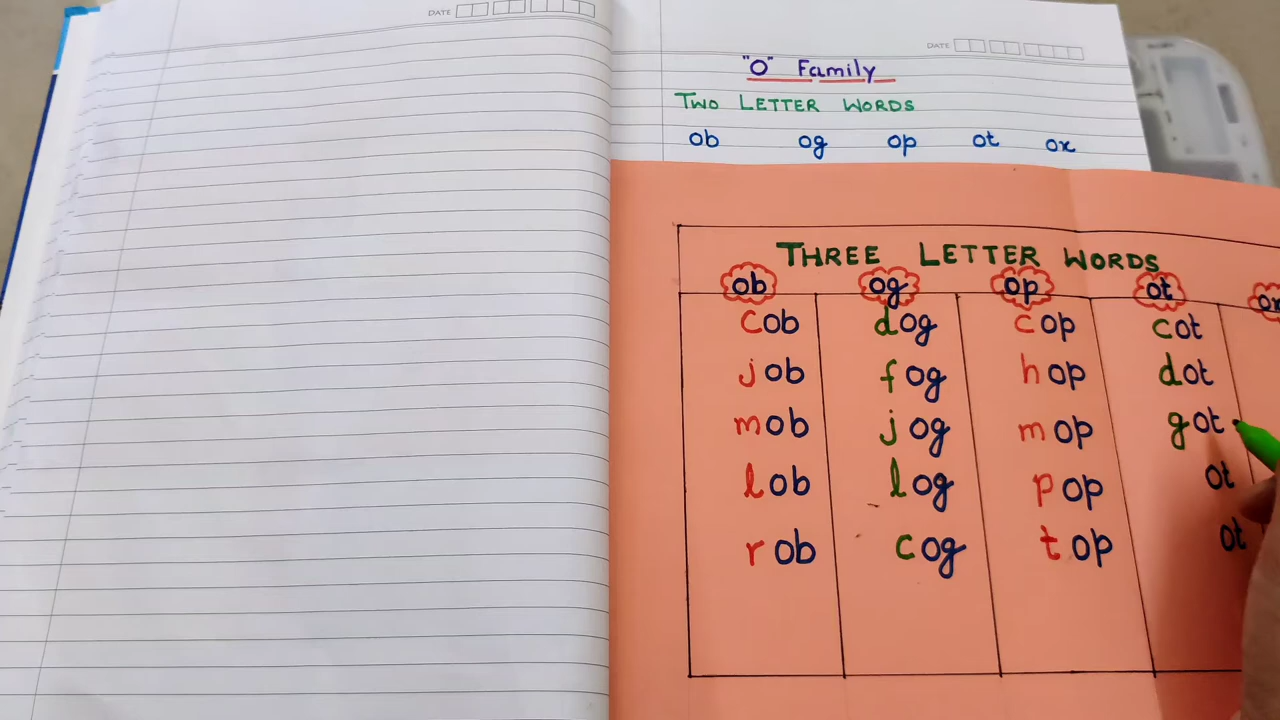 DATE
DATE
"O" Family
TWO LETTER WORDS
ob og op ot ox
THREE LETTER WORDS
ob og op ot
cob dog cop cot
job fog hop dot
mob jog mop got
lob log pop ot
rob cog top ot